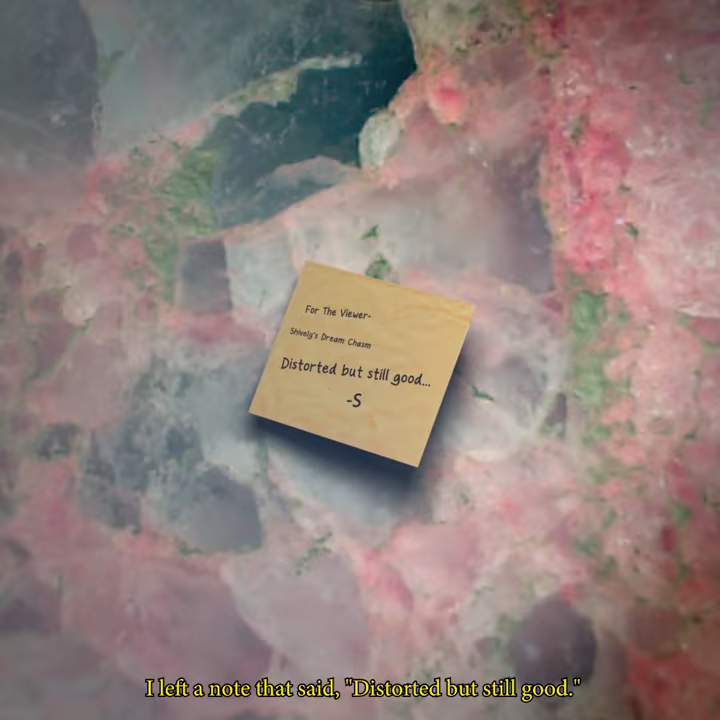 For The Viewer-
Shively's Dream Chasm
Distorted but still good...
-S
I left a note that said, "Distorted but still good."